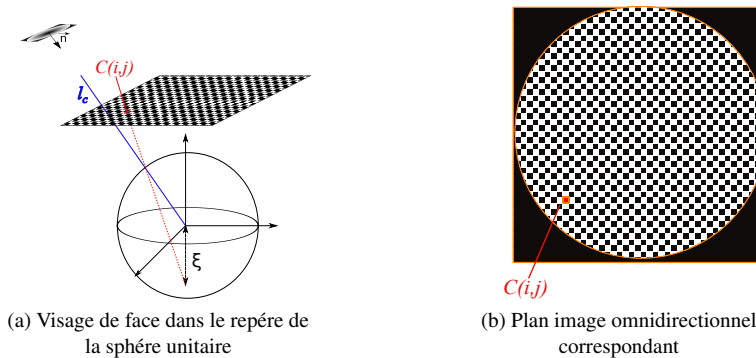 n
C(i,j)
l_c
ξ
C(i,j)
(a) Visage de face dans le repére de
la sphére unitaire
(b) Plan image omnidirectionnel
correspondant